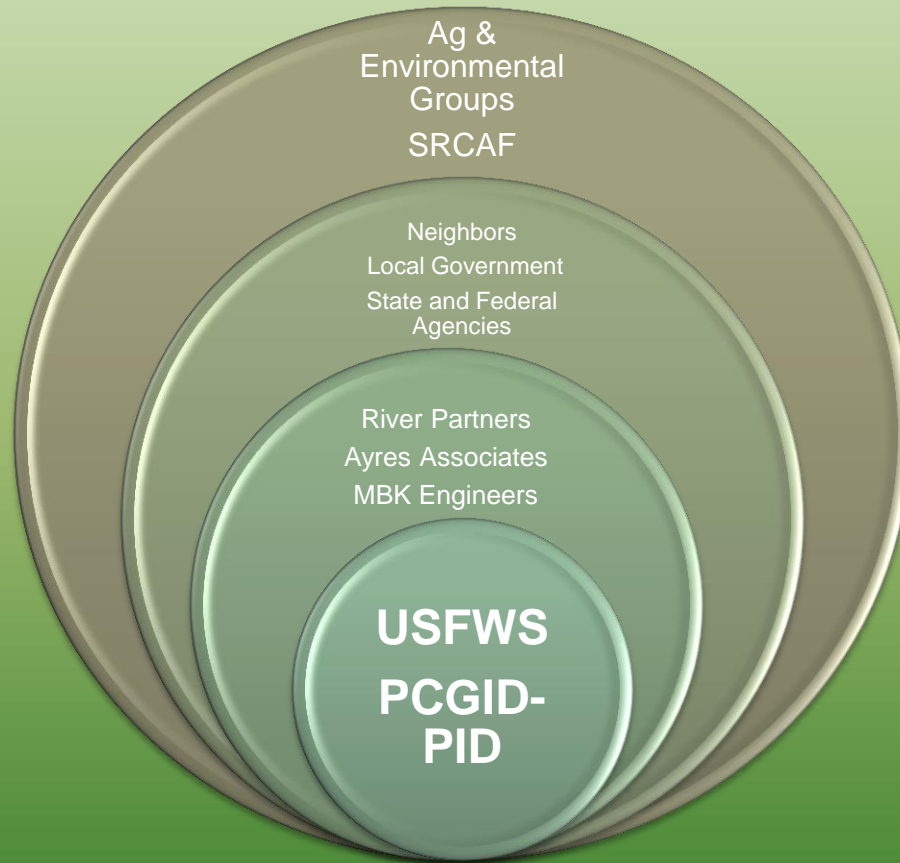 Ag &
Environmental
Groups
SRCAF
Neighbors
Local Government
State and Federal
Agencies
River Partners
Ayres Associates
MBK Engineers
USFWS
PCGID-
PID